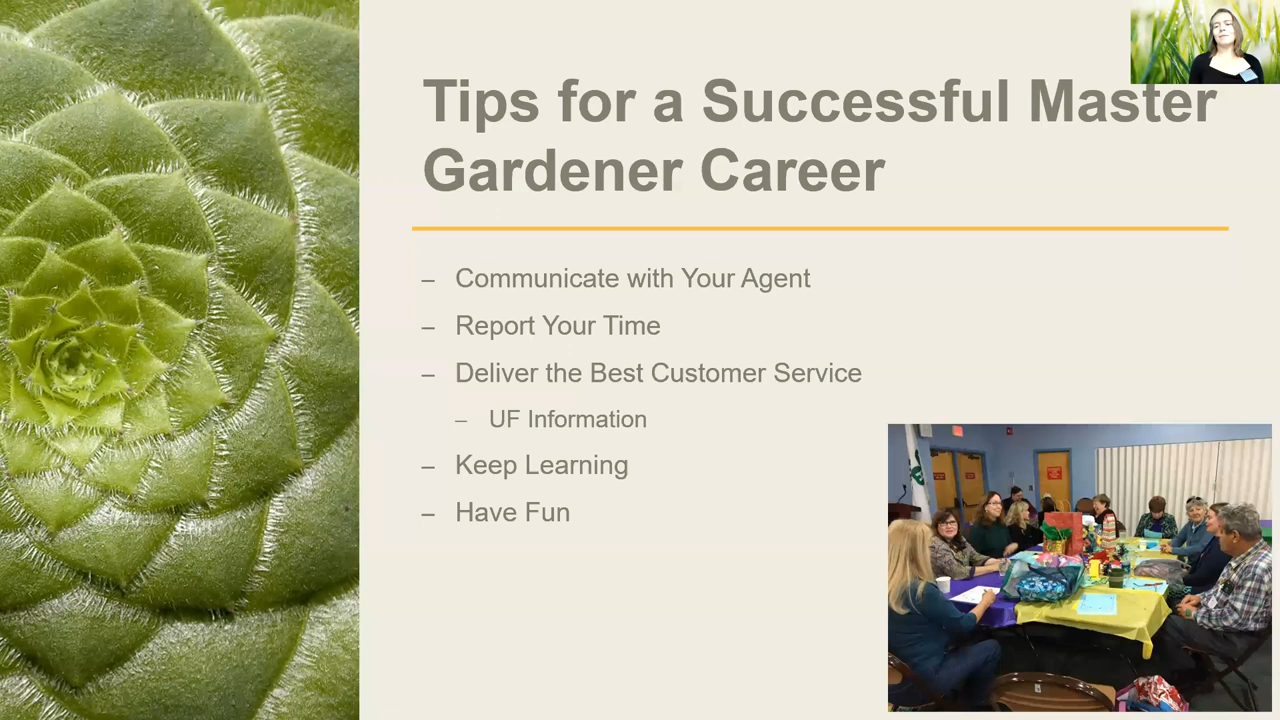 Tips for a Successful Master
Gardener Career
– Communicate with Your Agent
– Report Your Time
– Deliver the Best Customer Service
– UF Information
– Keep Learning
– Have Fun